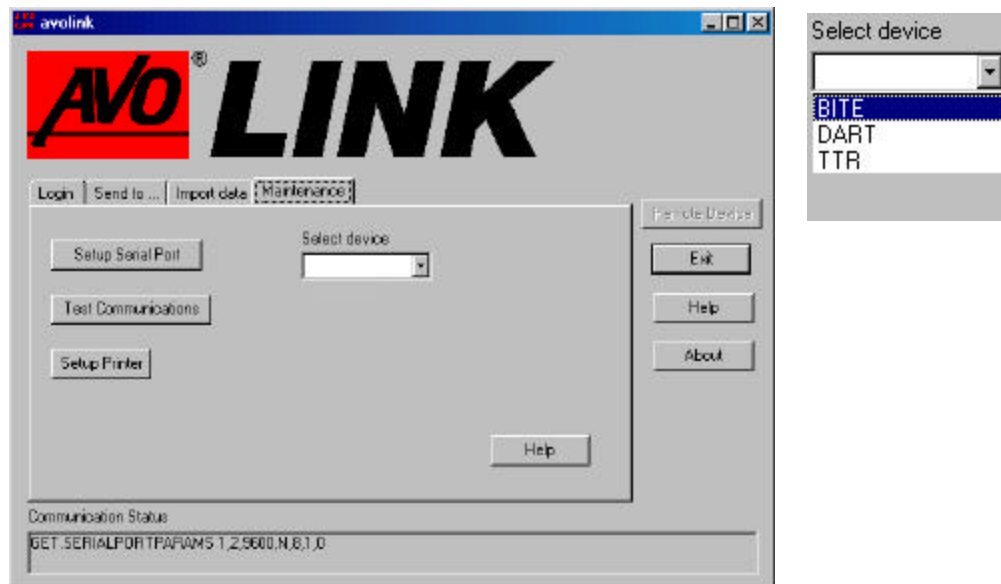 avolink
AVO® LINK
Login Send to ... Import data Maintenance
Remote Device
Setup Serial Port
Select device
Exit
Test Communications
Help
Setup Printer
About
Help
Communication Status
GET.SERIALPORTPARAMS 1,2,9600,N,8,1,0
Select device
BITE
DART
TTR